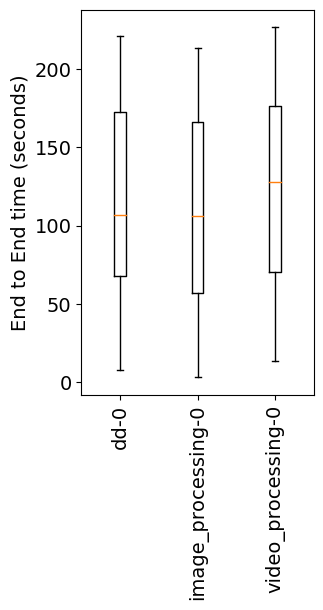 End to End time (seconds)
200
150
100
50
0
dd-0
image_processing-0
video_processing-0